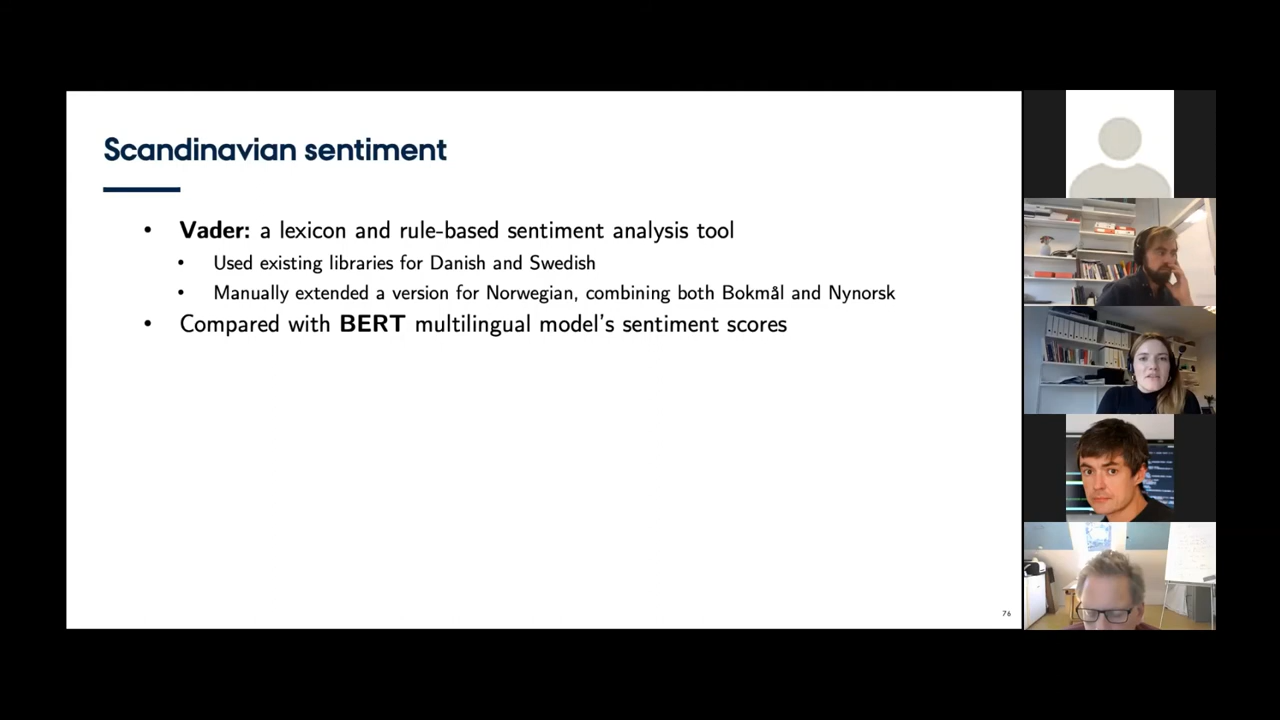 Scandinavian sentiment
• Vader: a lexicon and rule-based sentiment analysis tool
• Used existing libraries for Danish and Swedish
• Manually extended a version for Norwegian, combining both Bokmål and Nynorsk
• Compared with BERT multilingual model's sentiment scores
76